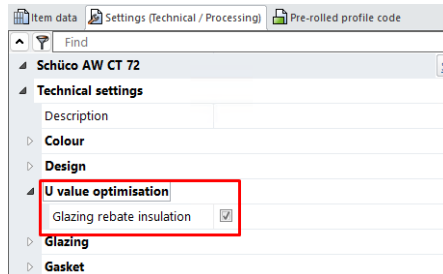 Item data Settings (Technical / Processing) Pre-rolled profile code
Find
Schüco AW CT 72
Technical settings
Description
Colour
Design
U value optimisation
Glazing rebate insulation
Glazing
Gasket